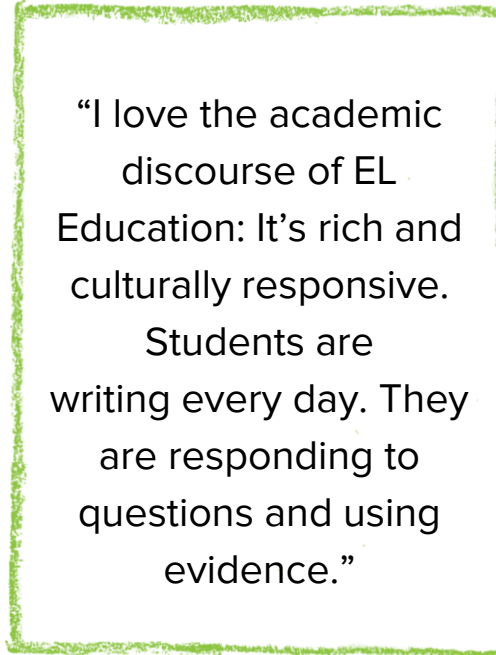 “I love the academic
discourse of EL
Education: It’s rich and
culturally responsive.
Students are
writing every day. They
are responding to
questions and using
evidence.”